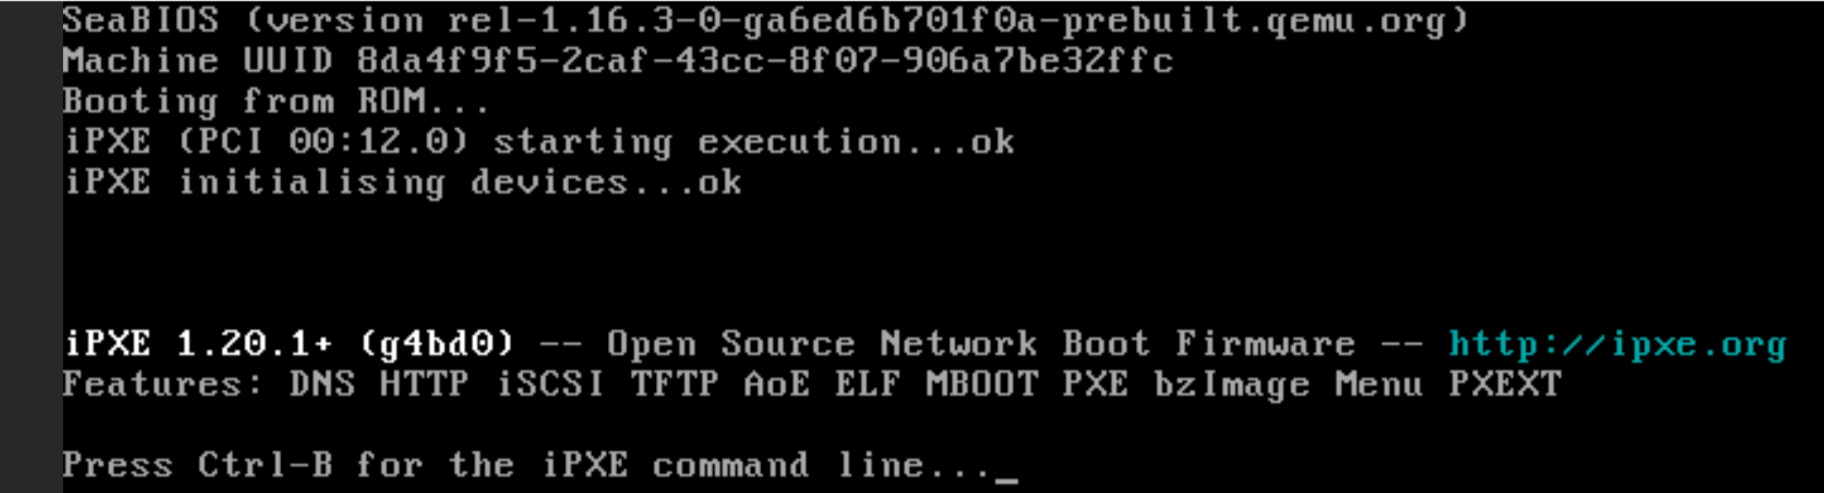 SeaBIOS (version rel-1.16.3-0-ga6ed6b701f0a-prebuilt.qemu.org)
Machine UUID 8da4f9f5-2caf-43cc-8f07-906a7be32ffc
Booting from ROM...
iPXE (PCI 00:12.0) starting execution...ok
iPXE initialising devices...ok
iPXE 1.20.1+ (g4bd0) -- Open Source Network Boot Firmware -- http://ipxe.org
Features: DNS HTTP iSCSI TFTP AoE ELF MBOOT PXE bzImage Menu PXEXT
Press Ctrl-B for the iPXE command line..._